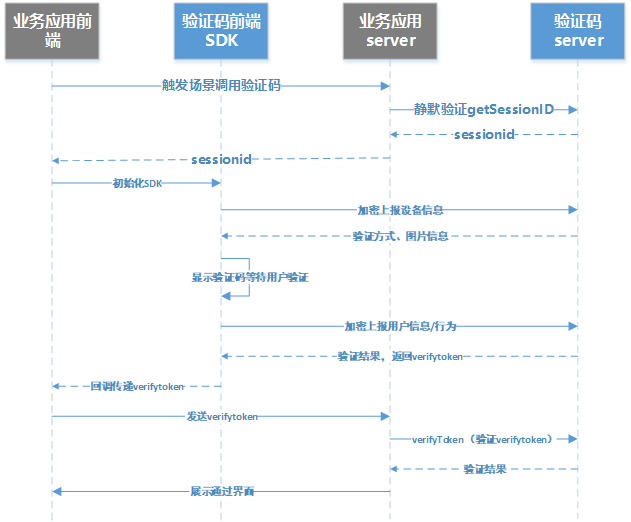 业务应用前
端
验证码前端
SDK
业务应用
server
验证码
server
触发场景调用验证码
静默验证getSessionID
sessionid
sessionid
初始化SDK
加密上报设备信息
验证方式、图片信息
显示验证码等待用户验证
加密上报用户信息/行为
验证结果，返回verifytoken
回调传递verifytoken
发送verifytoken
verifyToken（验证verifytoken）
验证结果
展示通过界面